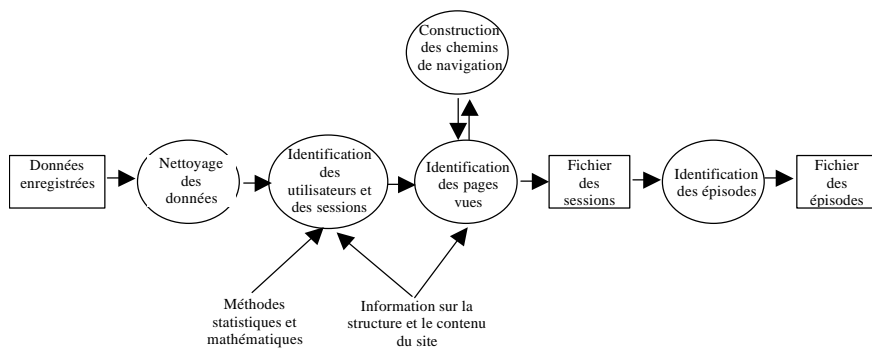 Construction
des chemins
de navigation
Données
enregistrées
Nettoyage
des
données
Identification
des
utilisateurs et
des sessions
Identification
des pages
vues
Fichier
des
sessions
Identification
des épisodes
Fichier
des
épisodes
Méthodes
statistiques et
mathématiques
Information sur la
structure et le contenu
du site